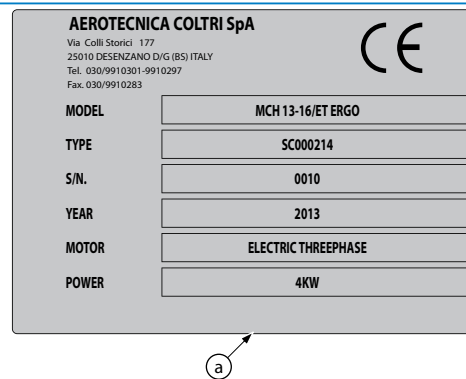 AEROTECNICA COLTRI SpA
Via Colli Storici 177
25010 DESENZANO D/G (BS) ITALY
Tel. 030/9910301-9910297
Fax. 030/9910283
CE
MODEL MCH 13-16/ET ERGO
TYPE SC000214
S/N. 0010
YEAR 2013
MOTOR ELECTRIC THREEPHASE
POWER 4KW
a